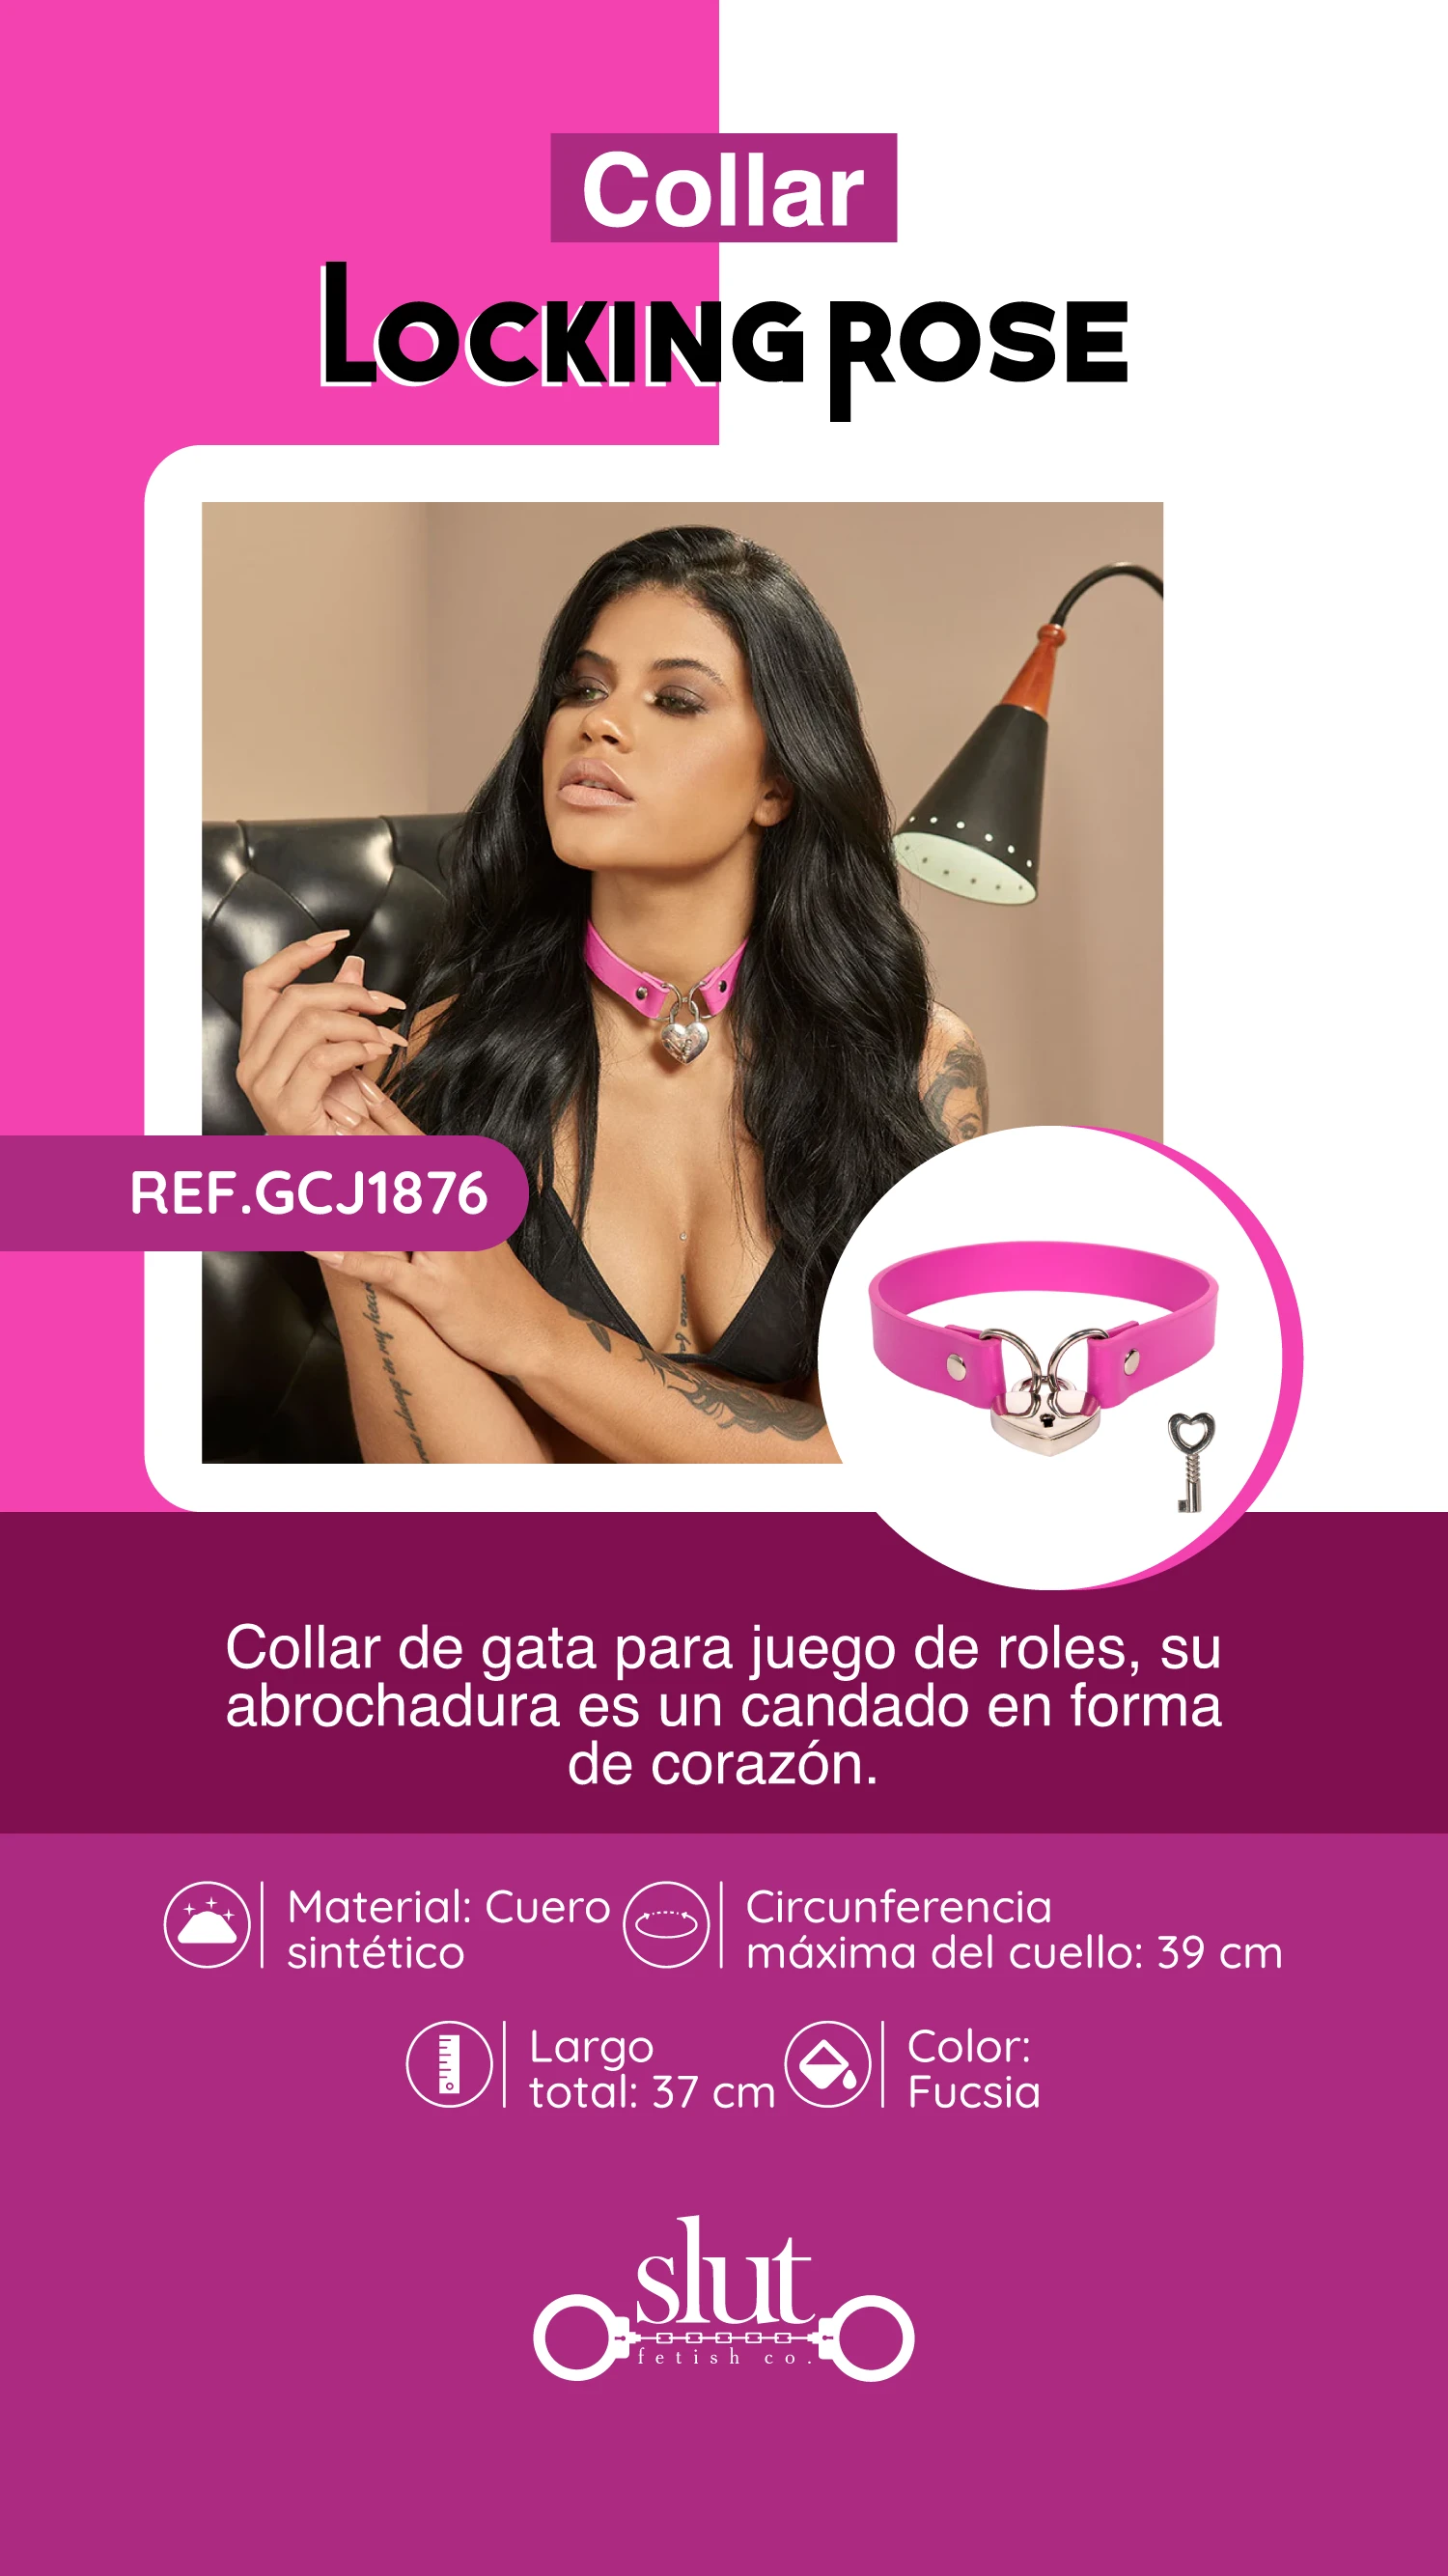 Collar
LOCKING ROSE
REF.GCJ1876
Collar de gata para juego de roles, su
abrochadura es un candado en forma
de corazón.
Material: Cuero
sintético
Circunferencia
máxima del cuello: 39 cm
Largo
total: 37 cm
Color:
Fucsia
slut
fetish co.